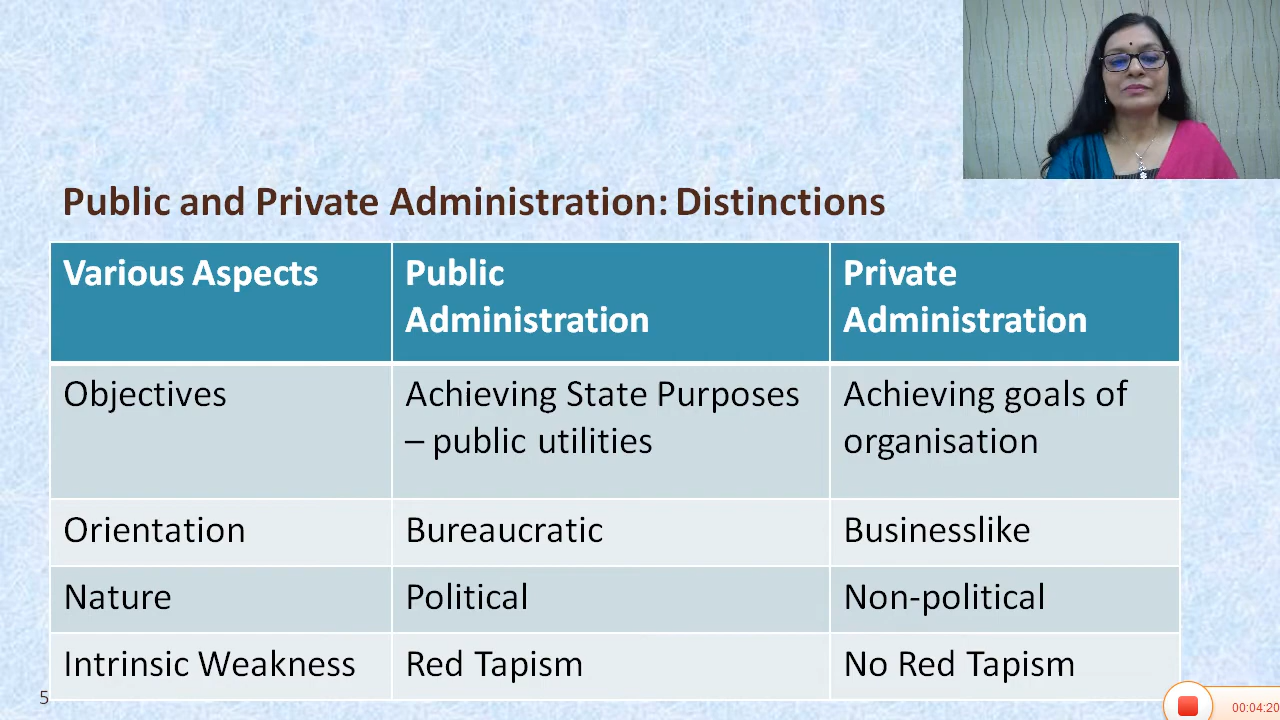 Public and Private Administration: Distinctions
Various Aspects
Public
Administration
Private
Administration
Objectives
Achieving State Purposes
– public utilities
Achieving goals of
organisation
Orientation
Bureaucratic
Businesslike
Nature
Political
Non-political
Intrinsic Weakness
Red Tapism
No Red Tapism
5
00:04:20